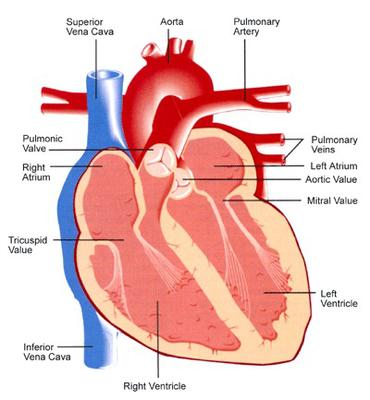 Superior
Vena Cava
Aorta
Pulmonary
Artery
Pulmonic
Valve
Right
Atrium
Pulmonary
Veins
Left Atrium
Aortic Value
Mitral Value
Tricuspid
Value
Left
Ventricle
Inferior
Vena Cava
Right Ventricle